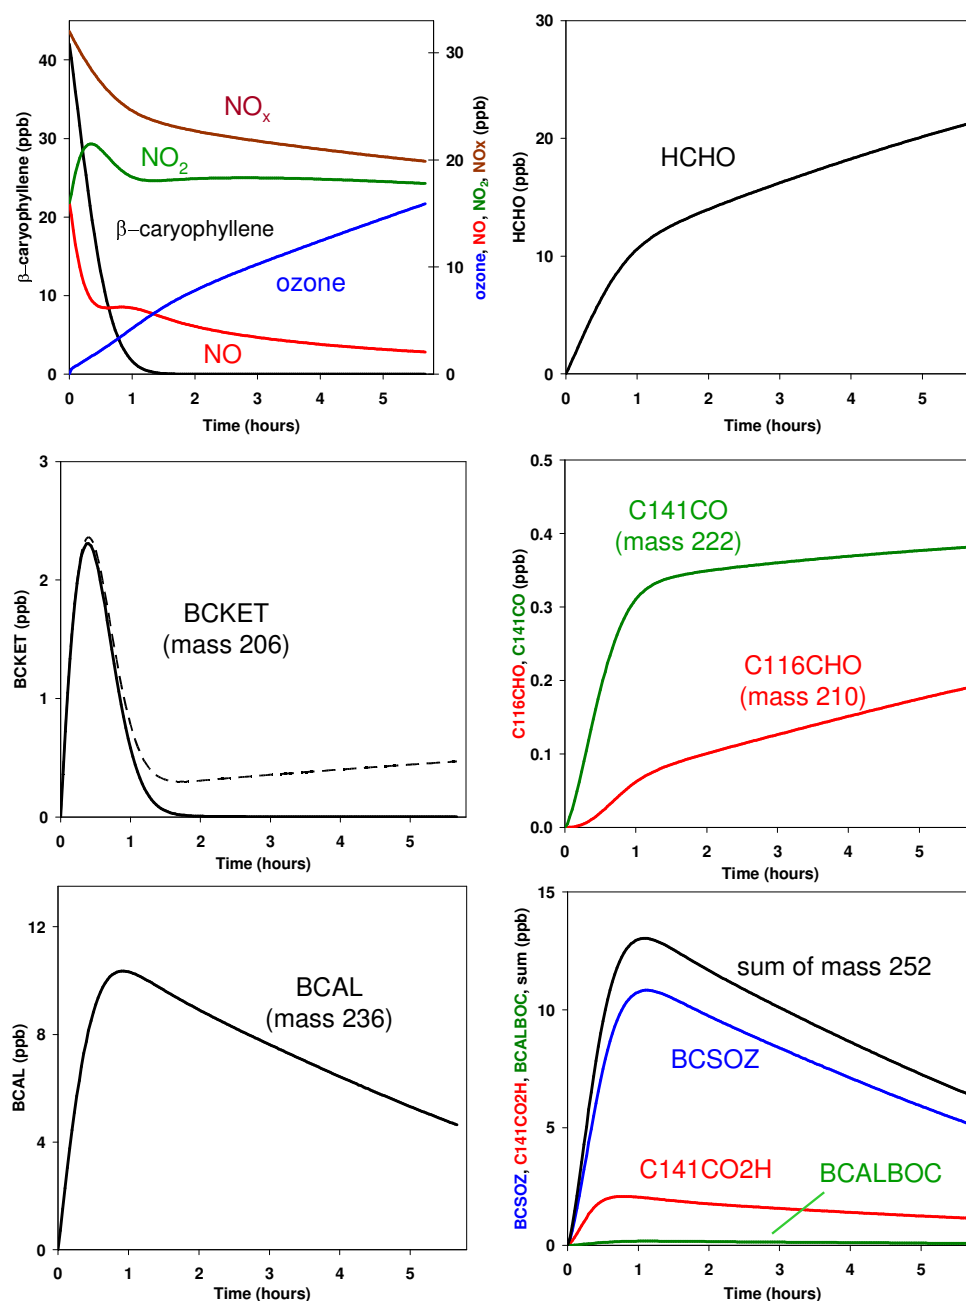 β-caryophyllene (ppb)
40
30
20
10
0
NOx
NO2
β–caryophyllene
ozone
NO
30
20
10
0
ozone, NO, NO2, NOx (ppb)
0 1 2 3 4 5
Time (hours)
HCHO (ppb)
30
20
10
0
HCHO
0 1 2 3 4 5
Time (hours)
BCKET (ppb)
3
2
1
0
BCKET
(mass 206)
0 1 2 3 4 5
Time (hours)
C116CHO, C141CO (ppb)
0.5
0.4
0.3
0.2
0.1
0.0
C141CO
(mass 222)
C116CHO
(mass 210)
0 1 2 3 4 5
Time (hours)
BCAL (ppb)
12
8
4
0
BCAL
(mass 236)
0 1 2 3 4 5
Time (hours)
BCSOZ, C141CO2H, BCALBOC, sum (ppb)
15
10
5
0
sum of mass 252
BCSOZ
C141CO2H
BCALBOC
0 1 2 3 4 5
Time (hours)